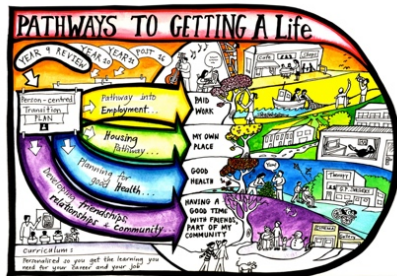 PATHWAYS TO GETTING A Life
YEAR 9 REVIEW
YEAR 10
YEAR 11
POST 16
Person-centred
Transition
PLAN
Pathway into
Employment...
PAID
WORK
Housing
Pathway...
MY OWN
PLACE
Planning for
good Health...
GOOD
HEALTH
Developing friendships,
relationships & community...
HAVING A
GOOD TIME
WITH FRIENDS,
PART OF MY
COMMUNITY
Cafe
CINEMA
Curriculums
Personalised so you get the learning you
need for your career and your job